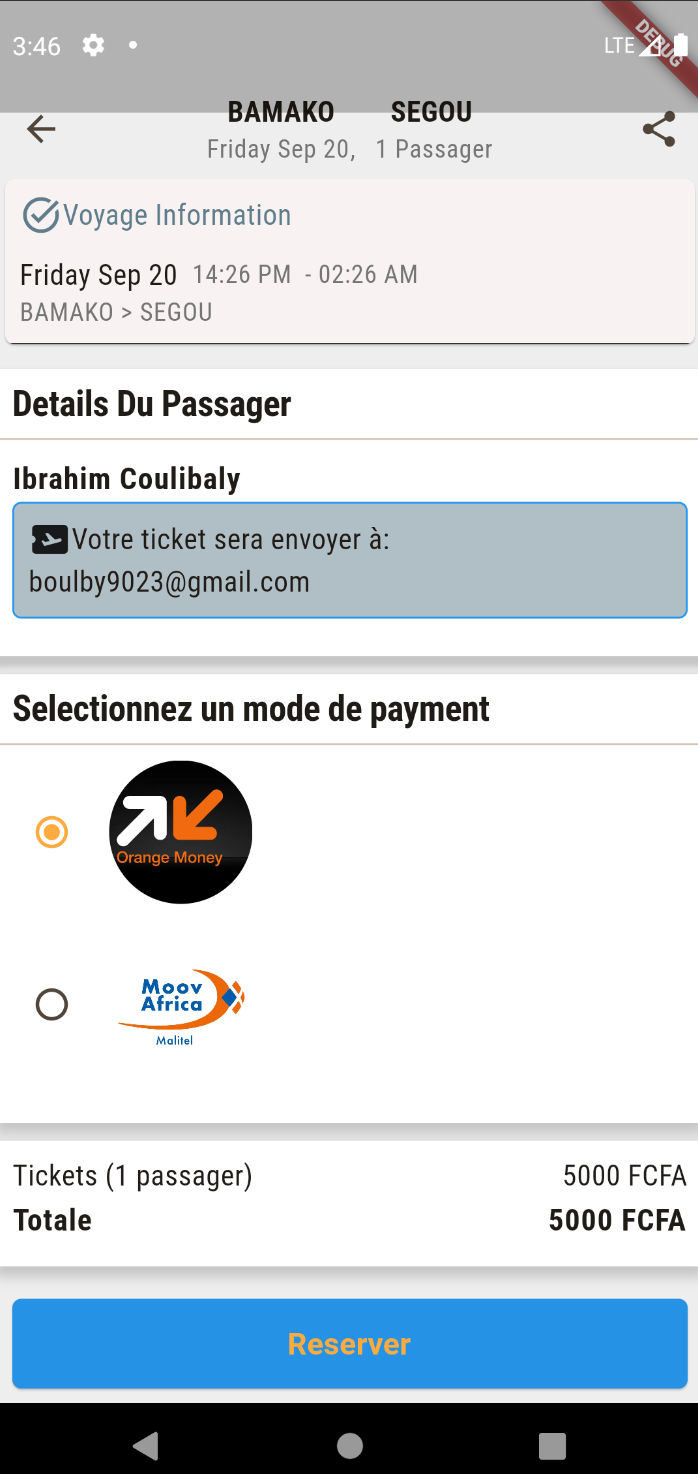 3:46 LTE DEBUG
BAMAKO SEGOU
Friday Sep 20, 1 Passager
Voyage Information
Friday Sep 20 14:26 PM - 02:26 AM
BAMAKO > SEGOU
Details Du Passager
Ibrahim Coulibaly
Votre ticket sera envoyer à:
boulby9023@gmail.com
Selectionnez un mode de payment
Orange Money
Moov
Africa
Malitel
Tickets (1 passager) 5000 FCFA
Totale 5000 FCFA
Reserver